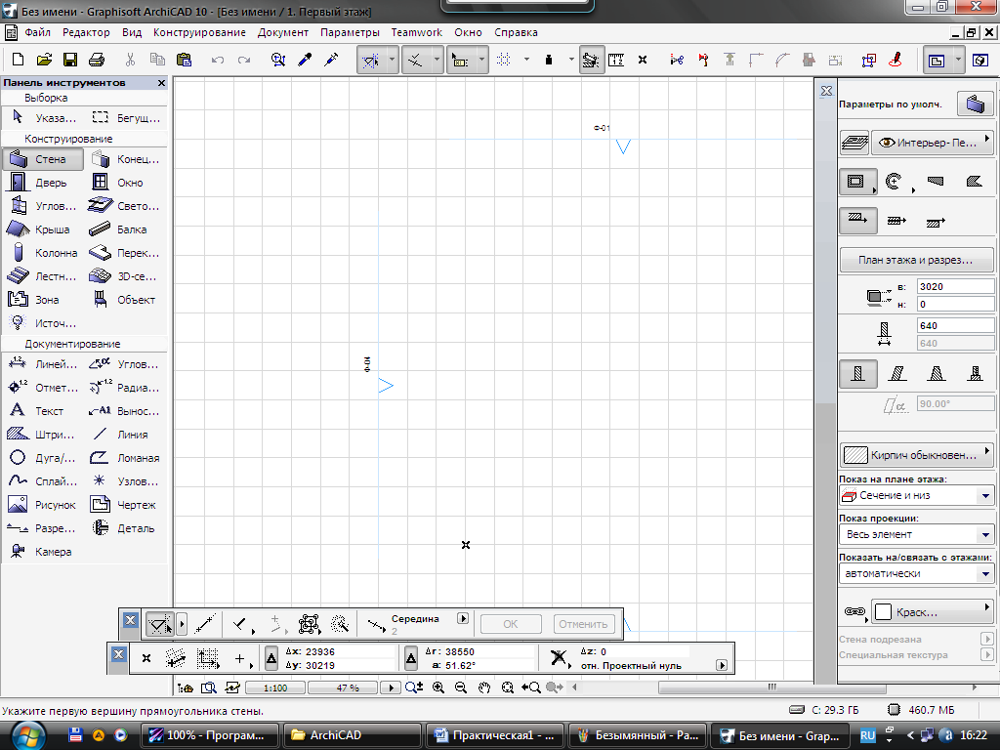 Без имени - Graphisoft ArchiCAD 10 - [Без имени / 1. Первый этаж]
Файл Редактор Вид Конструирование Документ Параметры Teamwork Окно Справка
Панель инструментов
Выборка
Указа... Бегущ...
Конструирование
Стена Конец...
Дверь Окно
Углов... Свето...
Крыша Балка
Колонна Перек...
Лестн... 3D-се...
Зона Объект
Источ...
Документирование
Линей... Углов...
Отмет... Радиа...
Текст Вынос...
Штри... Линия
Дуга/... Ломаная
Сплай... Узлов...
Рисунок Чертеж
Разре... Деталь
Камера
Ф-01
Ф-04
Параметры по умолч.
Интерьер- Пе...
План этажа и разрез...
в: 3020
н: 0
640
640
90.00°
Кирпич обыкновен...
Показ на плане этажа:
Сечение и низ
Показ проекции:
Весь элемент
Показать на/связать с этажами:
автоматически
Краск...
Стена подрезана
Специальная текстура
Середина
2
ОК Отменить
Δx: 23936
Δy: 30219
Δr: 38550
a: 51.62°
Δz: 0
отн. Проектный нуль
1:100 47 %
Укажите первую вершину прямоугольника стены.
C: 29.3 ГБ 460.7 МБ
100% - Програм... ArchiCAD Практическая1 - ... Безымянный - Pa... Без имени - Grap... RU 16:22